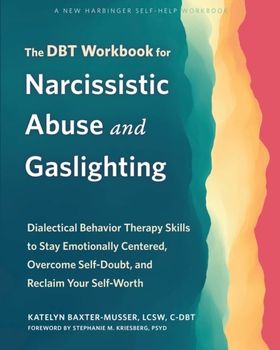 A NEW HARBINGER SELF-HELP WORKBOOK
The DBT Workbook for
Narcissistic
Abuse and
Gaslighting
Dialectical Behavior Therapy Skills
to Stay Emotionally Centered,
Overcome Self-Doubt, and
Reclaim Your Self-Worth
KATELYN BAXTER-MUSSER, LCSW, C-DBT
FOREWORD BY STEPHANIE M. KRIESBERG, PSYD